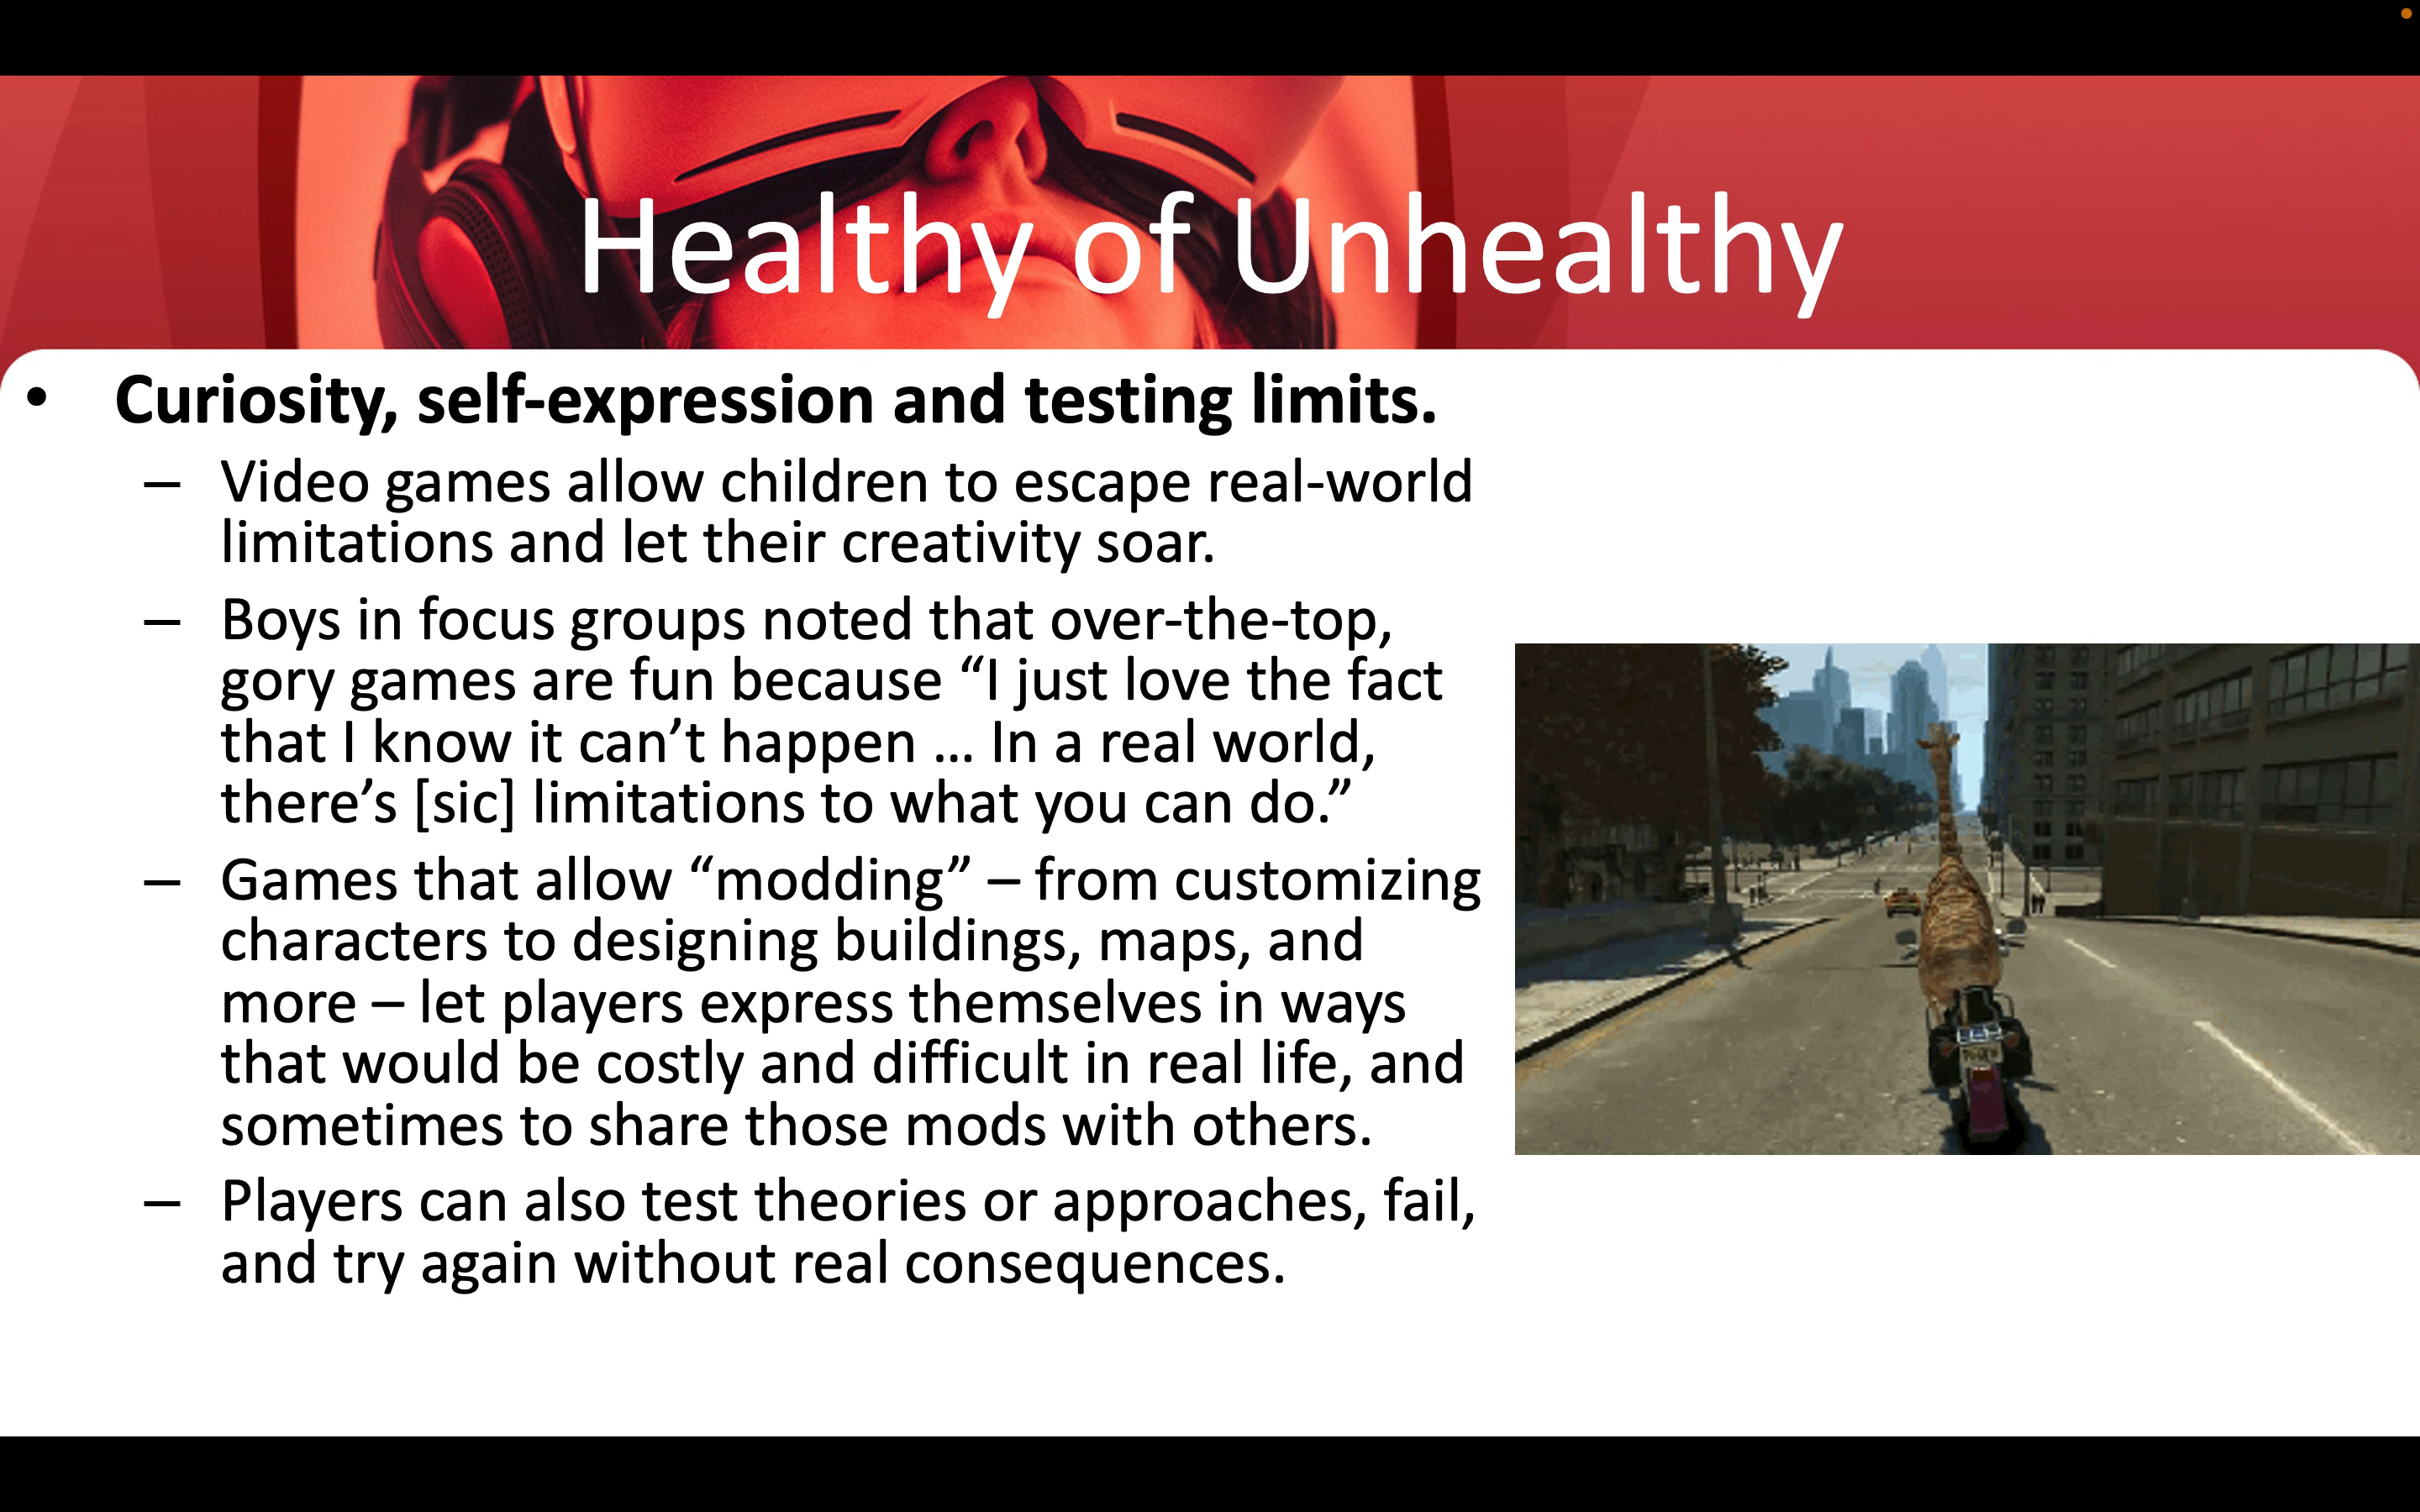 Healthy of Unhealthy
• Curiosity, self-expression and testing limits.
– Video games allow children to escape real-world
limitations and let their creativity soar.
– Boys in focus groups noted that over-the-top,
gory games are fun because “I just love the fact
that I know it can’t happen … In a real world,
there’s [sic] limitations to what you can do.”
– Games that allow “modding” – from customizing
characters to designing buildings, maps, and
more – let players express themselves in ways
that would be costly and difficult in real life, and
sometimes to share those mods with others.
– Players can also test theories or approaches, fail,
and try again without real consequences.